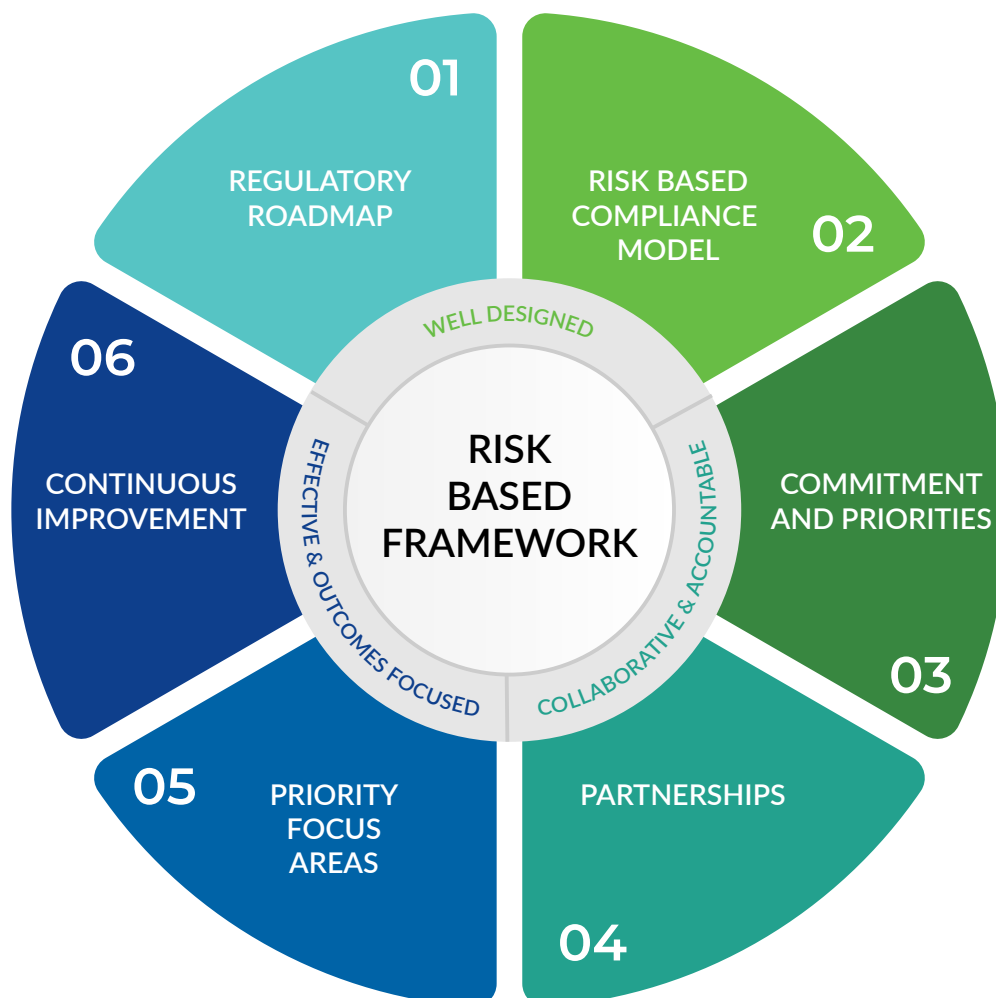 01
REGULATORY
ROADMAP
RISK BASED
COMPLIANCE
MODEL
02
COMMITMENT
AND PRIORITIES
03
PARTNERSHIPS
04
05
PRIORITY
FOCUS
AREAS
06
CONTINUOUS
IMPROVEMENT
WELL DESIGNED
COLLABORATIVE & ACCOUNTABLE
EFFECTIVE & OUTCOMES FOCUSED
RISK
BASED
FRAMEWORK